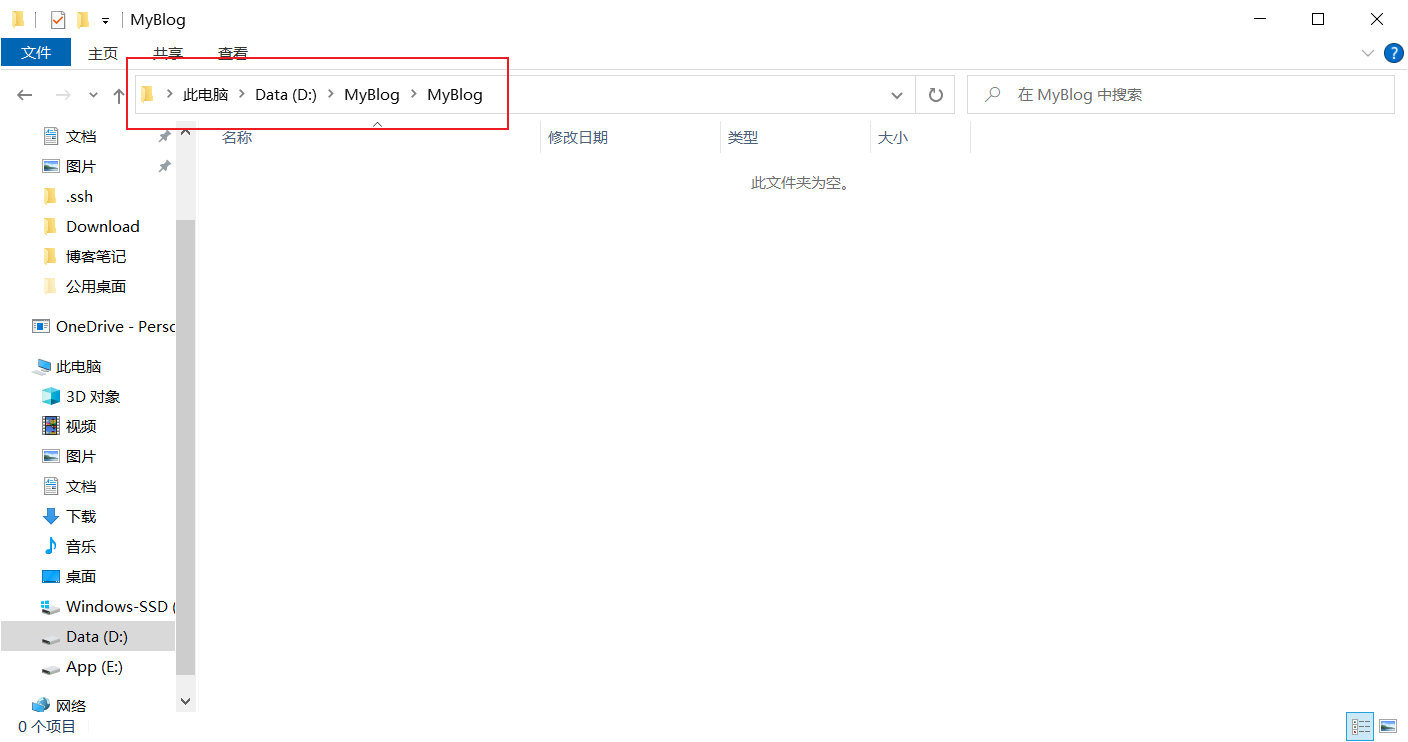 MyBlog
文件 主页 共享 查看
此电脑 Data (D:) MyBlog MyBlog
在 MyBlog 中搜索
名称 修改日期 类型 大小
此文件夹为空。
文档
图片
.ssh
Download
博客笔记
公用桌面
OneDrive - Perso
此电脑
3D 对象
视频
图片
文档
下载
音乐
桌面
Windows-SSD (
Data (D:)
App (E:)
网络
0 个项目